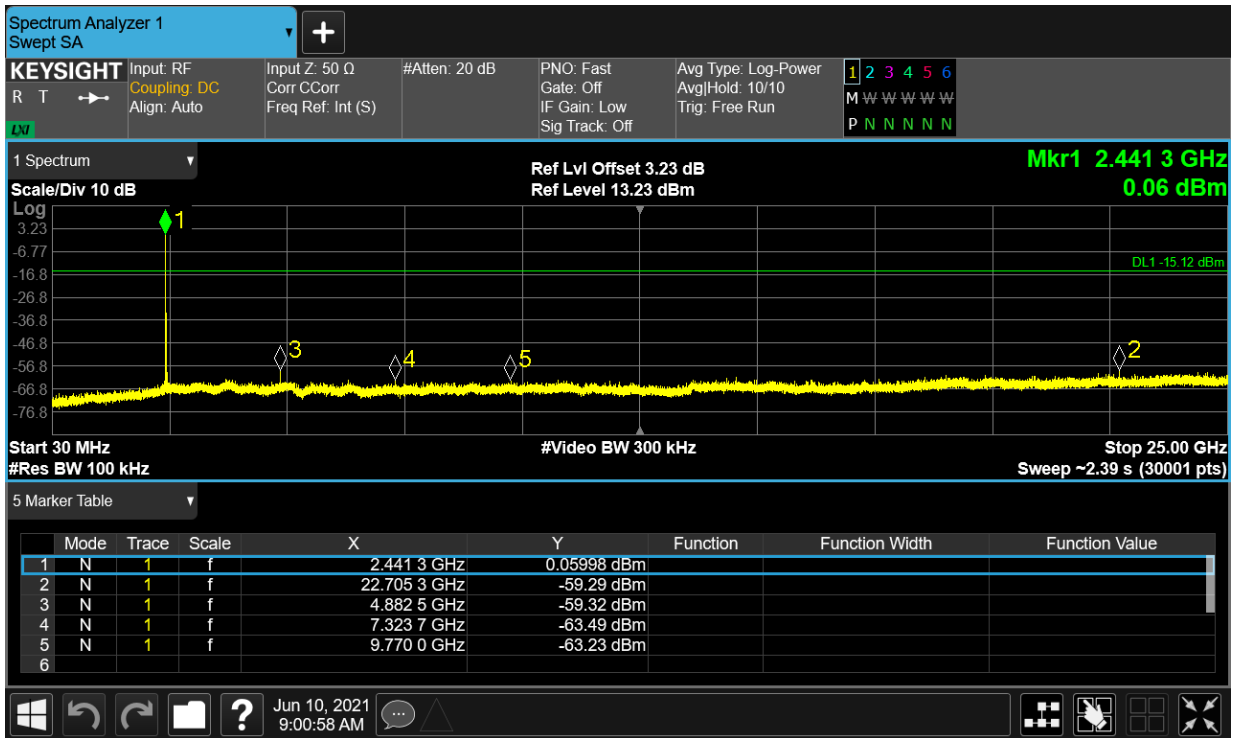 Spectrum Analyzer 1
Swept SA
KEYSIGHT
R T
LXI
Input: RF
Coupling: DC
Align: Auto
Input Z: 50 Ω
Corr CCorr
Freq Ref: Int (S)
#Atten: 20 dB
PNO: Fast
Gate: Off
IF Gain: Low
Sig Track: Off
Avg Type: Log-Power
Avg|Hold: 10/10
Trig: Free Run
1 2 3 4 5 6
M W W W W W
P N N N N N
1 Spectrum
Scale/Div 10 dB
Ref Lvl Offset 3.23 dB
Ref Level 13.23 dBm
Mkr1 2.441 3 GHz
0.06 dBm
Log
3.23
-6.77
-16.8
-26.8
-36.8
-46.8
-56.8
-66.8
-76.8
1
DL1 -15.12 dBm
3
4
5
2
Start 30 MHz
#Video BW 300 kHz
Stop 25.00 GHz
#Res BW 100 kHz
Sweep ~2.39 s (30001 pts)
5 Marker Table
Mode Trace Scale X Y Function Function Width Function Value
1 N 1 f 2.441 3 GHz 0.05998 dBm
2 N 1 f 22.705 3 GHz -59.29 dBm
3 N 1 f 4.882 5 GHz -59.32 dBm
4 N 1 f 7.323 7 GHz -63.49 dBm
5 N 1 f 9.770 0 GHz -63.23 dBm
6
?
Jun 10, 2021
9:00:58 AM